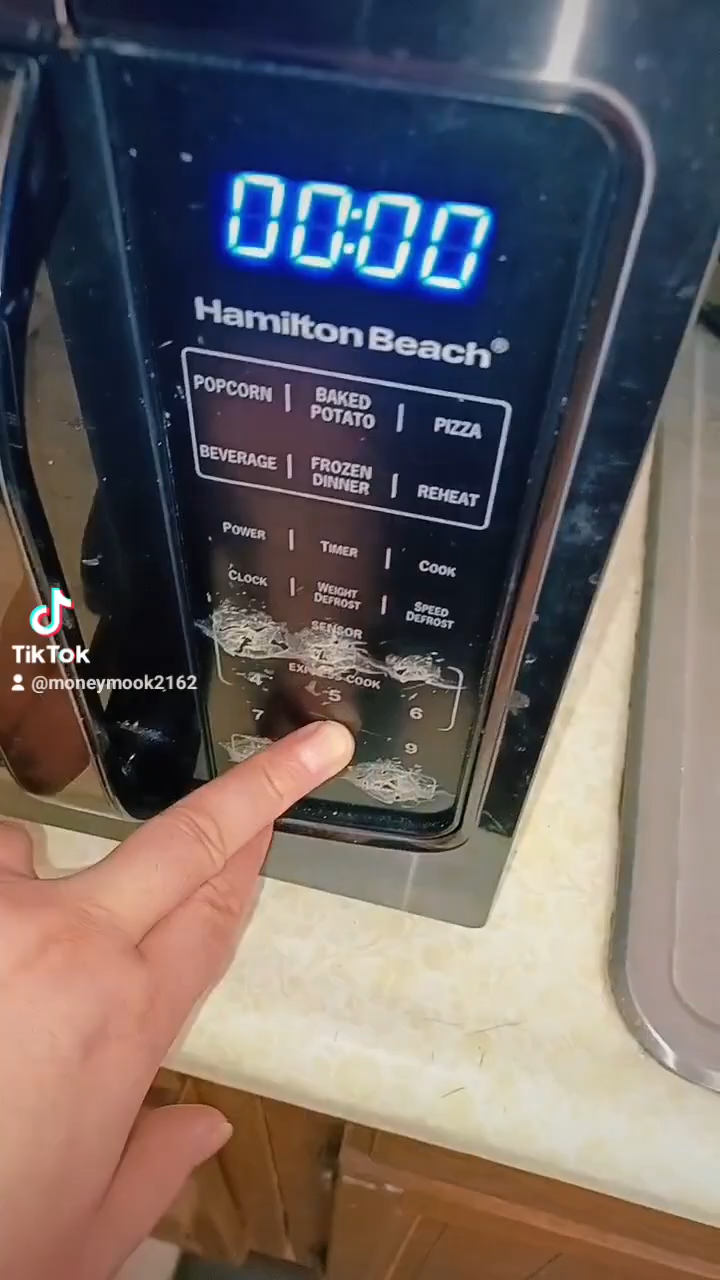 00:00
Hamilton Beach®
POPCORN | BAKED POTATO | PIZZA
BEVERAGE | FROZEN DINNER | REHEAT
POWER | TIMER | COOK
CLOCK | WEIGHT DEFROST | SPEED DEFROST
SENSOR
EXPRESS COOK
4 5 6
7 9
TikTok
@moneymook2162